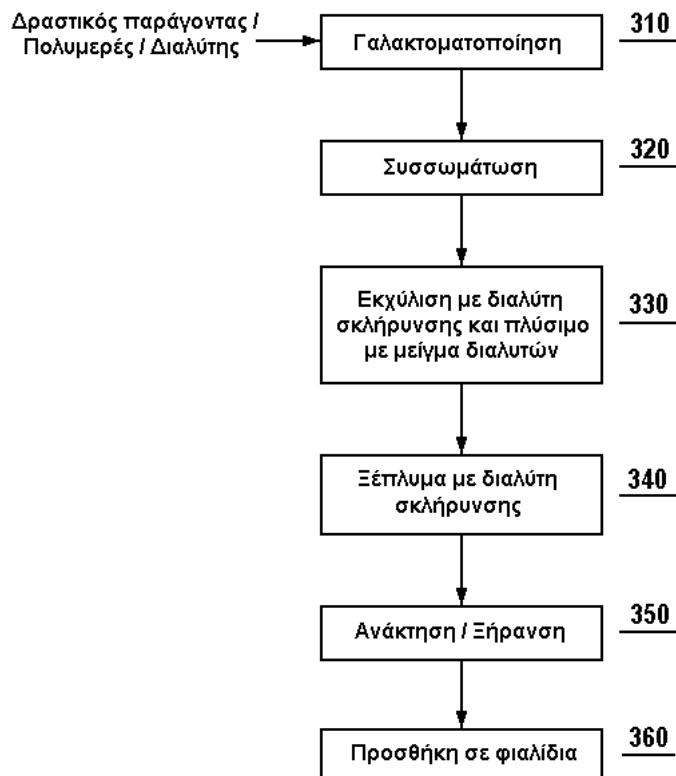 Δραστικός παράγοντας /
Πολυμερές / Διαλύτης
Γαλακτοματοποίηση
310
Συσσωμάτωση
320
Εκχύλιση με διαλύτη
σκλήρυνσης και πλύσιμο
με μείγμα διαλυτών
330
Ξέπλυμα με διαλύτη
σκλήρυνσης
340
Ανάκτηση / Ξήρανση
350
Προσθήκη σε φιαλίδια
360